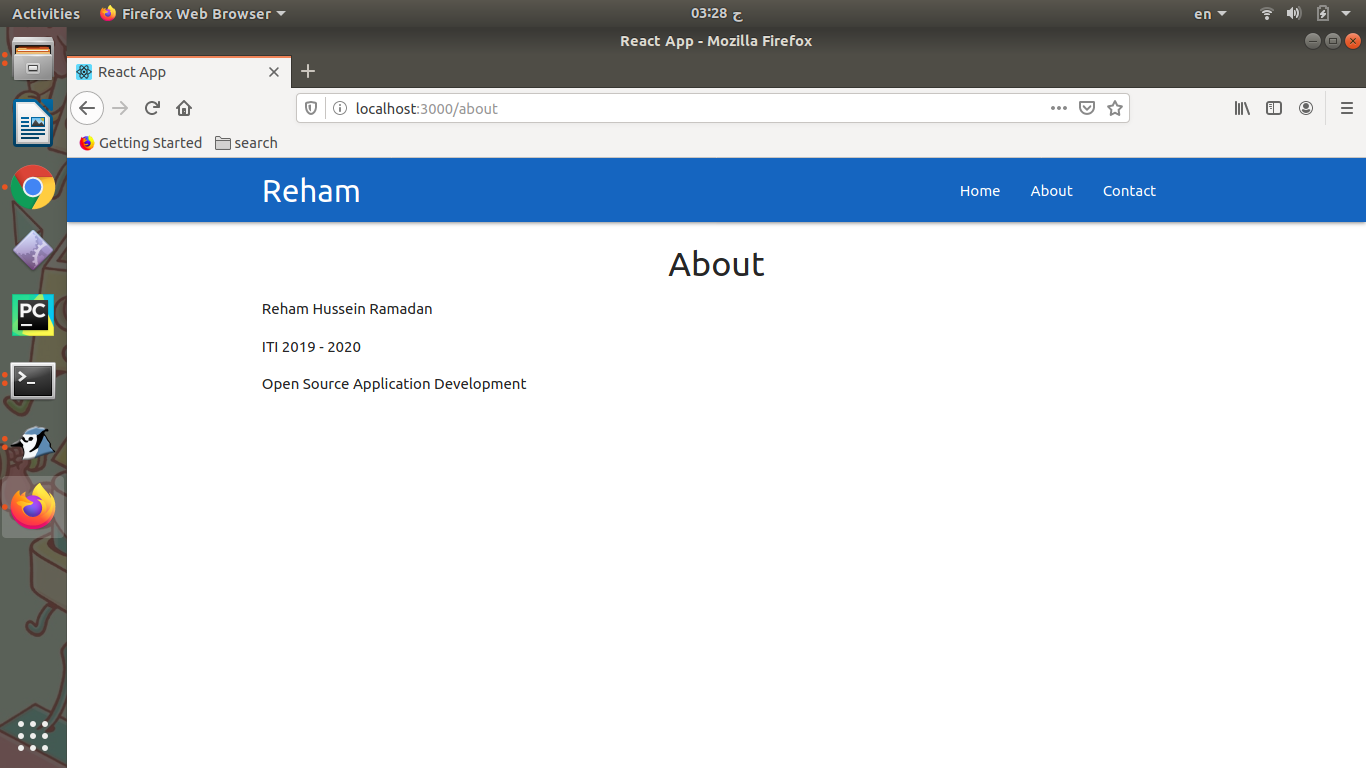 Activities Firefox Web Browser 03:28 ح en
React App - Mozilla Firefox
React App
localhost:3000/about
Getting Started search
Reham Home About Contact
About
Reham Hussein Ramadan
ITI 2019 - 2020
Open Source Application Development
PC